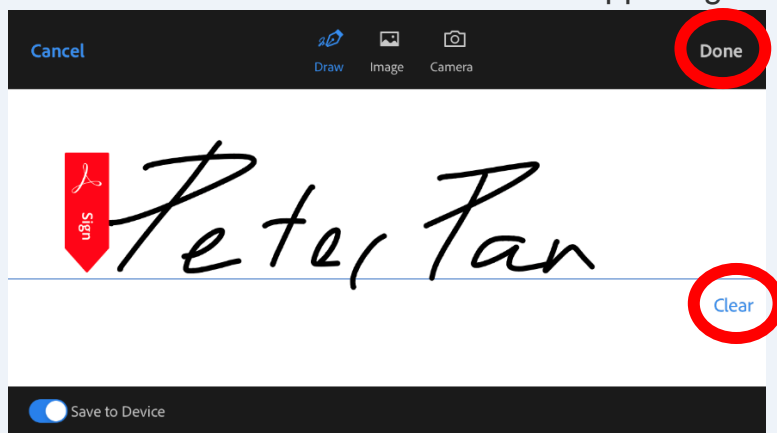 Cancel
Draw Image Camera
Done
Sign
Peter Pan
Clear
Save to Device